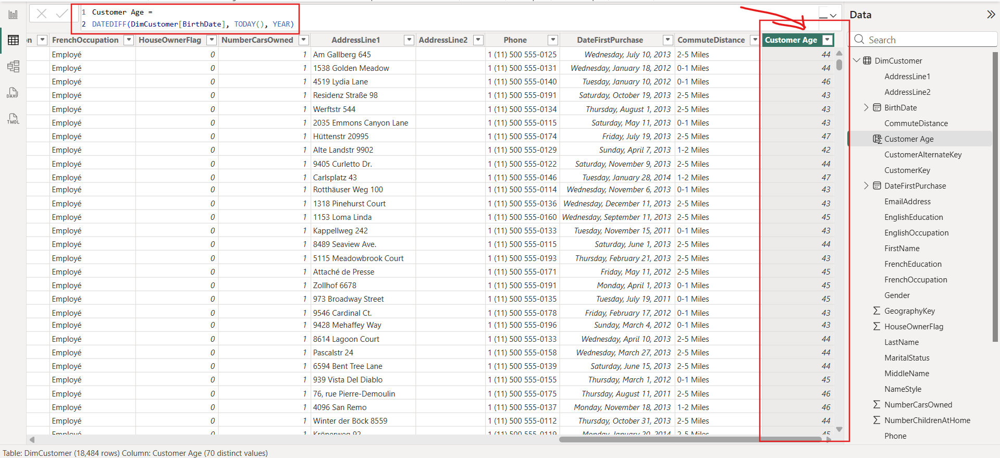 1 Customer Age =
2 DATEDIFF(DimCustomer[BirthDate], TODAY(), YEAR)
Data
Search
n FrenchOccupation HouseOwnerFlag NumberCarsOwned AddressLine1 AddressLine2 Phone DateFirstPurchase CommuteDistance Customer Age
Employé 0 1 Am Gallberg 645 1 (11) 500 555-0125 Wednesday, July 10, 2013 2-5 Miles 44
Employé 0 1 1538 Golden Meadow 1 (11) 500 555-0131 Wednesday, January 18, 2012 0-1 Miles 44
Employé 0 1 4519 Lydia Lane 1 (11) 500 555-0140 Tuesday, January 10, 2012 0-1 Miles 46
Employé 0 1 Residenz Straße 98 1 (11) 500 555-0191 Saturday, October 19, 2013 2-5 Miles 43
Employé 0 1 Werftstr 544 1 (11) 500 555-0134 Thursday, August 1, 2013 2-5 Miles 43
Employé 0 1 2035 Emmons Canyon Lane 1 (11) 500 555-0115 Saturday, May 11, 2013 0-1 Miles 43
Employé 0 1 Hüttenstr 20995 1 (11) 500 555-0174 Friday, July 19, 2013 2-5 Miles 47
Employé 0 1 Alte Landstr 9902 1 (11) 500 555-0129 Sunday, April 7, 2013 1-2 Miles 42
Employé 0 1 9405 Curletto Dr. 1 (11) 500 555-0122 Saturday, November 9, 2013 2-5 Miles 44
Employé 0 1 Carlsplatz 43 1 (11) 500 555-0146 Tuesday, January 28, 2014 1-2 Miles 47
Employé 0 1 Rotthäuser Weg 100 1 (11) 500 555-0114 Wednesday, November 6, 2013 0-1 Miles 43
Employé 0 1 1318 Pinehurst Court 1 (11) 500 555-0136 Wednesday, December 11, 2013 2-5 Miles 43
Employé 0 1 1153 Loma Linda 1 (11) 500 555-0160 Wednesday, September 11, 2013 2-5 Miles 45
Employé 0 1 Kappellweg 242 1 (11) 500 555-0133 Tuesday, November 15, 2011 0-1 Miles 43
Employé 0 1 8489 Seaview Ave. 1 (11) 500 555-0115 Saturday, June 1, 2013 2-5 Miles 44
Employé 0 1 5115 Meadowbrook Court 1 (11) 500 555-0193 Thursday, February 21, 2013 2-5 Miles 43
Employé 0 1 Attaché de Presse 1 (11) 500 555-0171 Friday, May 11, 2012 2-5 Miles 45
Employé 0 1 Zollhof 6678 1 (11) 500 555-0191 Monday, April 1, 2013 0-1 Miles 45
Employé 0 1 973 Broadway Street 1 (11) 500 555-0135 Tuesday, July 19, 2011 0-1 Miles 45
Employé 0 1 9546 Cardinal Ct. 1 (11) 500 555-0178 Friday, February 17, 2012 0-1 Miles 43
Employé 0 1 9428 Mehaffey Way 1 (11) 500 555-0196 Sunday, March 4, 2012 0-1 Miles 43
Employé 0 1 8614 Lagoon Court 1 (11) 500 555-0133 Wednesday, April 10, 2013 2-5 Miles 44
Employé 0 1 Pascalstr 24 1 (11) 500 555-0158 Wednesday, March 27, 2013 2-5 Miles 44
Employé 0 1 6594 Bent Tree Lane 1 (11) 500 555-0139 Saturday, June 15, 2013 2-5 Miles 44
Employé 0 1 939 Vista Del Diablo 1 (11) 500 555-0155 Thursday, March 1, 2012 0-1 Miles 45
Employé 0 1 76, rue Pierre-Demoulin 1 (11) 500 555-0175 Thursday, August 11, 2011 2-5 Miles 46
Employé 0 1 4096 San Remo 1 (11) 500 555-0137 Monday, November 18, 2013 1-2 Miles 46
Employé 0 1 Winter der Böck 8559 1 (11) 500 555-0112 Thursday, October 31, 2013 2-5 Miles 44
Employé 0 1 Krönerweg 92 1 (11) 500 555-0119 Monday, January 20, 2014 2-5 Miles 45
DAX
TMDL
DimCustomer
AddressLine1
AddressLine2
BirthDate
CommuteDistance
Customer Age
CustomerAlternateKey
CustomerKey
DateFirstPurchase
EmailAddress
EnglishEducation
EnglishOccupation
FirstName
FrenchEducation
FrenchOccupation
Gender
GeographyKey
HouseOwnerFlag
LastName
MaritalStatus
MiddleName
NameStyle
NumberCarsOwned
NumberChildrenAtHome
Phone
Table: DimCustomer (18,484 rows) Column: Customer Age (70 distinct values)